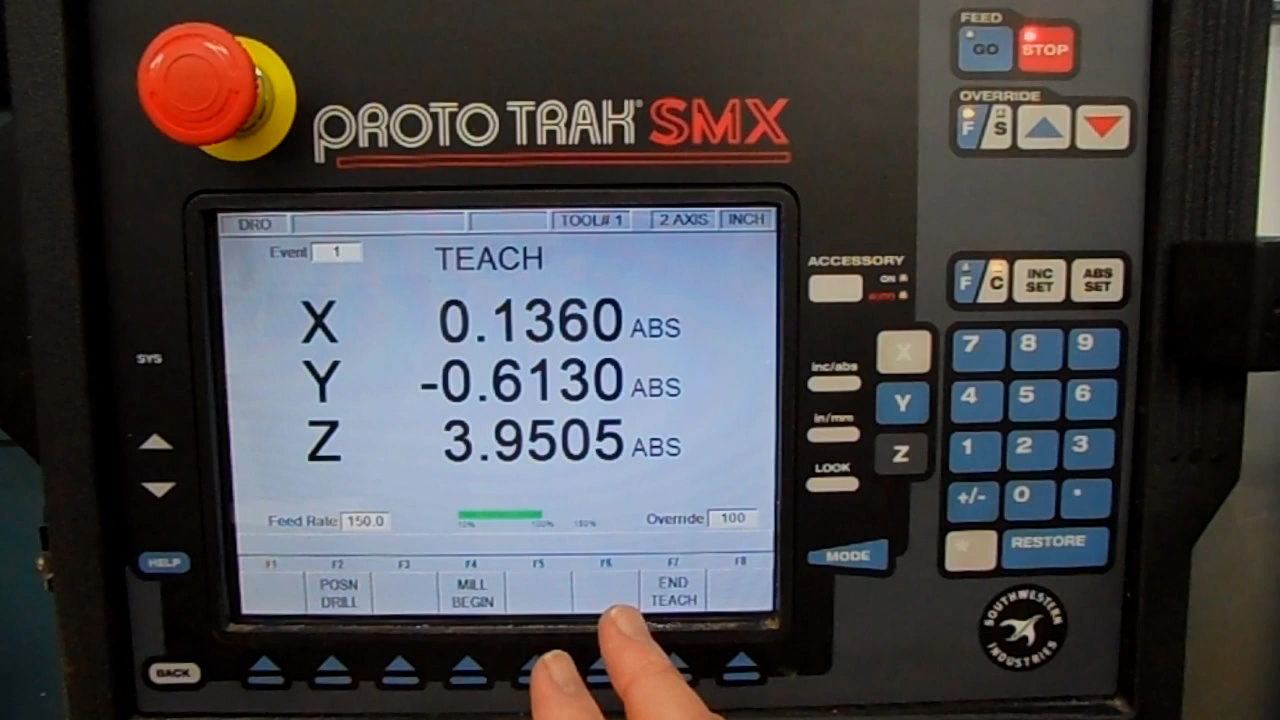 FEED
GO STOP
PROTO TRAK® SMX
OVERRIDE
F S
DRO TOOL# 1 2 AXIS INCH
Event 1 TEACH
X 0.1360 ABS
Y -0.6130 ABS
Z 3.9505 ABS
Feed Rate 150.0 10% 100% 150% Override 100
F1 F2 F3 F4 F5 F6 F7 F8
POSN DRILL
MILL BEGIN
END TEACH
SYS
HELP
BACK
ACCESSORY
ON
AUTO
inc/abs
in/mm
LOOK
MODE
F C
INC SET
ABS SET
X
Y
Z
7 8 9
4 5 6
1 2 3
+/- 0 .
* RESTORE
SOUTHWESTERN
INDUSTRIES